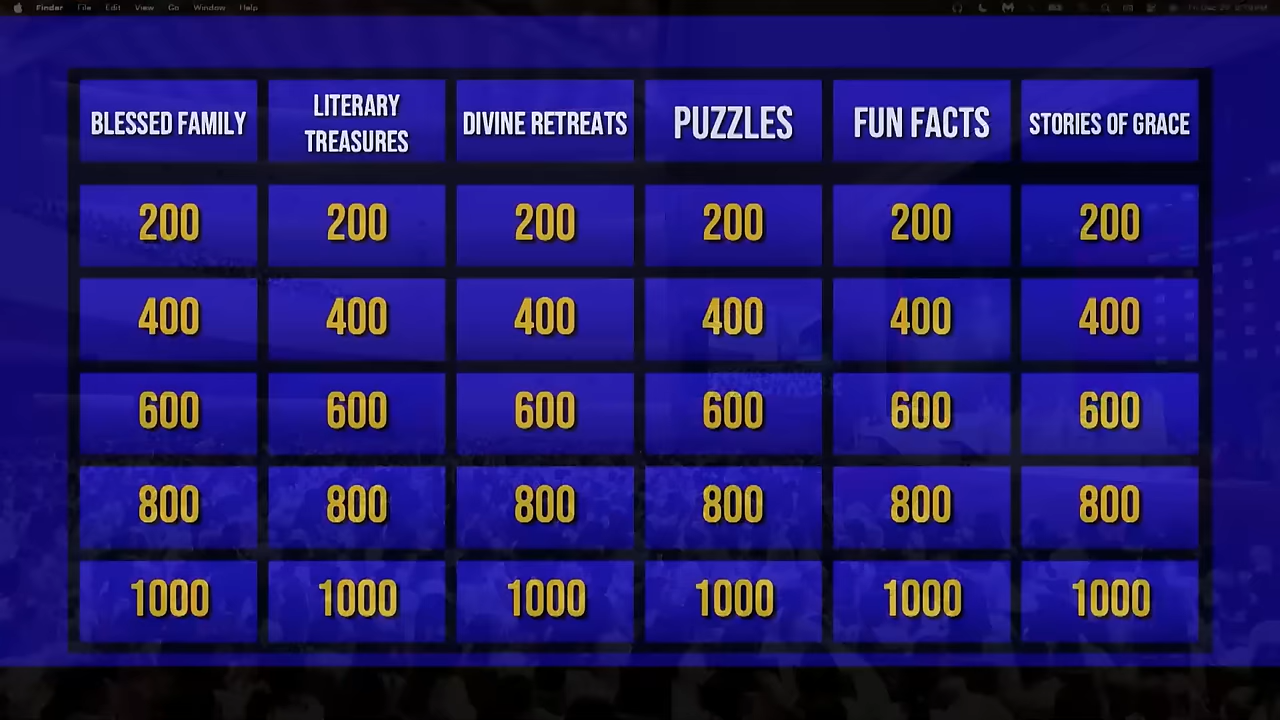 Finder File Edit View Go Window Help
BLESSED FAMILY
LITERARY
TREASURES
DIVINE RETREATS
PUZZLES
FUN FACTS
STORIES OF GRACE
200 200 200 200 200 200
400 400 400 400 400 400
600 600 600 600 600 600
800 800 800 800 800 800
1000 1000 1000 1000 1000 1000